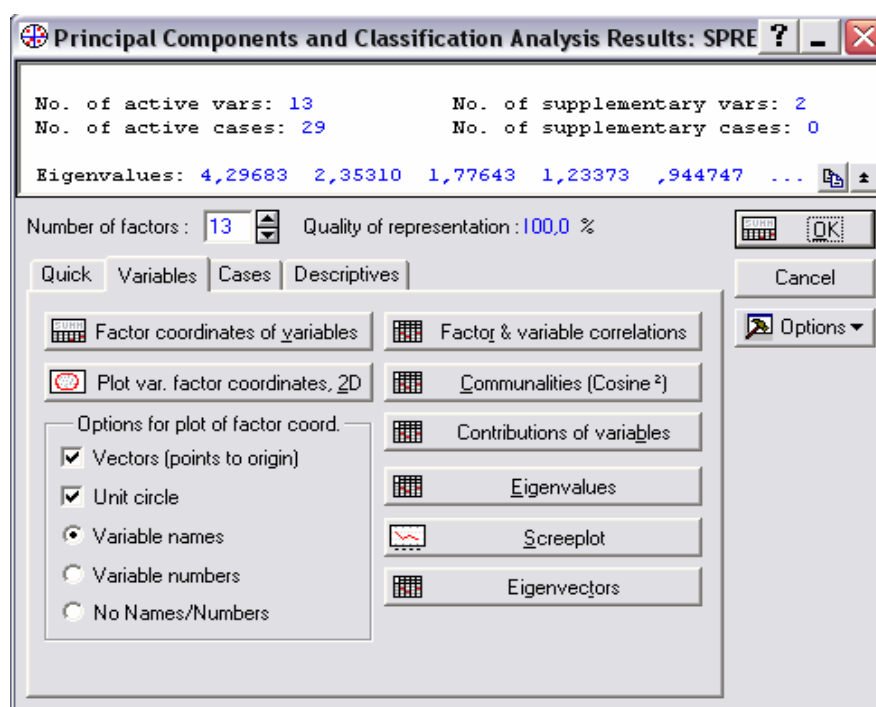 Principal Components and Classification Analysis Results: SPRE
No. of active vars: 13 No. of supplementary vars: 2
No. of active cases: 29 No. of supplementary cases: 0
Eigenvalues: 4,29683 2,35310 1,77643 1,23373 ,944747 ...
Number of factors : 13 Quality of representation : 100,0 %
OK
Quick Variables Cases Descriptives
Cancel
Options
Factor coordinates of variables
Factor & variable correlations
Plot var. factor coordinates, 2D
Communalities (Cosine ²)
Options for plot of factor coord.
Contributions of variables
Vectors (points to origin)
Unit circle
Eigenvalues
Variable names
Screeplot
Variable numbers
Eigenvectors
No Names/Numbers